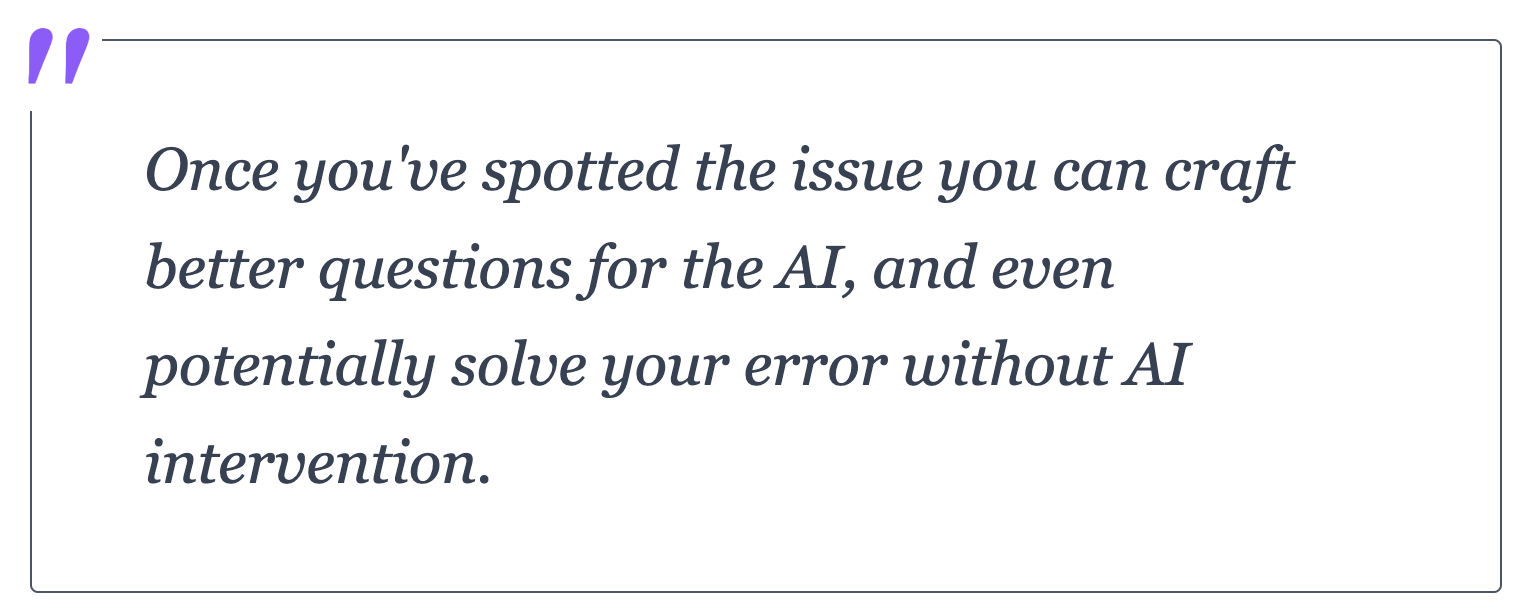 "
Once you've spotted the issue you can craft
better questions for the AI, and even
potentially solve your error without AI
intervention.